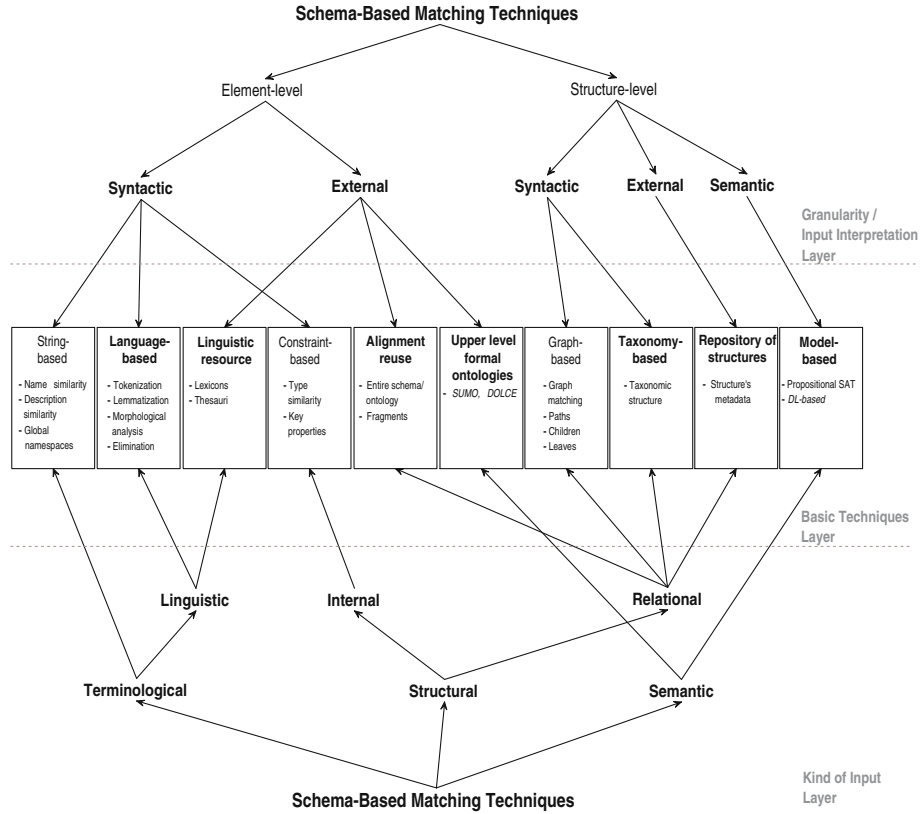 Schema-Based Matching Techniques
Element-level
Structure-level
Syntactic
External
Syntactic
External
Semantic
Granularity /
Input Interpretation
Layer
String-
based
- Name similarity
- Description
similarity
- Global
namespaces
Language-
based
- Tokenization
- Lemmatization
- Morphological
analysis
- Elimination
Linguistic
resource
- Lexicons
- Thesauri
Constraint-
based
- Type
similarity
- Key
properties
Alignment
reuse
- Entire schema/
ontology
- Fragments
Upper level
formal
ontologies
- SUMO, DOLCE
Graph-
based
- Graph
matching
- Paths
- Children
- Leaves
Taxonomy-
based
- Taxonomic
structure
Repository of
structures
- Structure's
metadata
Model-
based
- Propositional SAT
- DL-based
Basic Techniques
Layer
Linguistic
Internal
Relational
Terminological
Structural
Semantic
Kind of Input
Layer
Schema-Based Matching Techniques